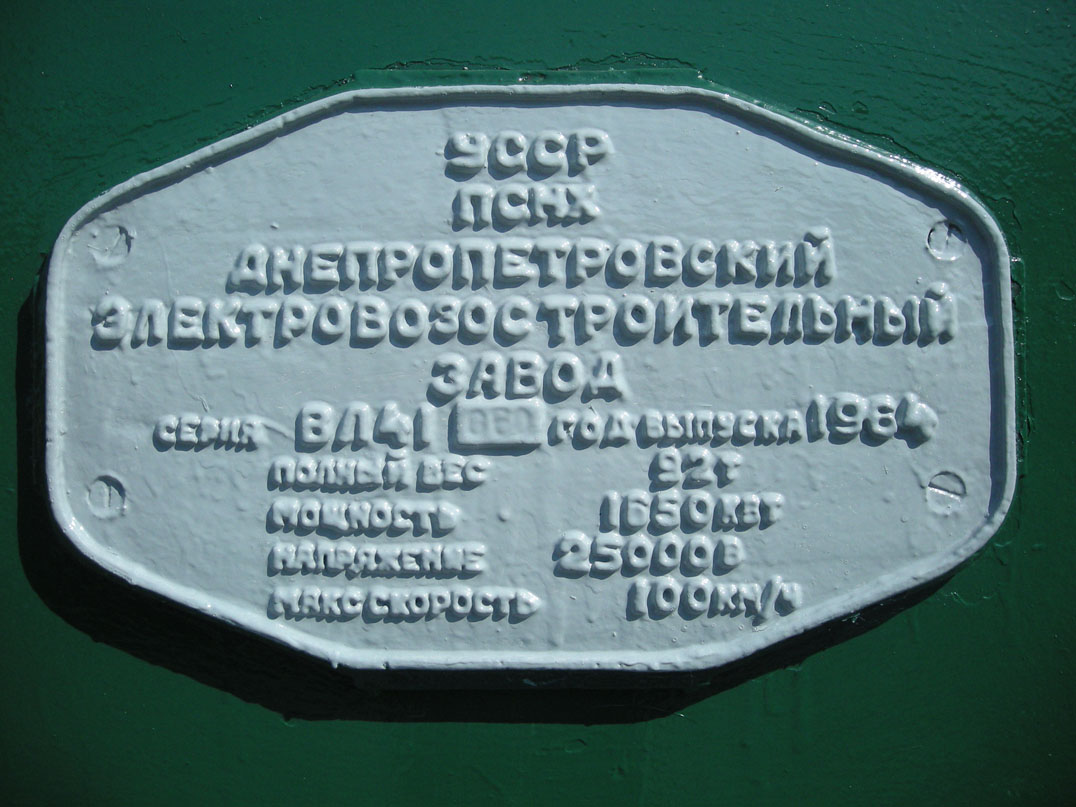 УССР
ПСНХ
ДНЕПРОПЕТРОВСКИЙ
ЭЛЕКТРОВОЗОСТРОИТЕЛЬНЫЙ
ЗАВОД
СЕРИЯ ВЛ41 ГОД ВЫПУСКА 1964
ПОЛНЫЙ ВЕС 92Т
МОЩНОСТЬ 1650КВТ
НАПРЯЖЕНИЕ 25000В
МАКС СКОРОСТЬ 100КМ/Ч